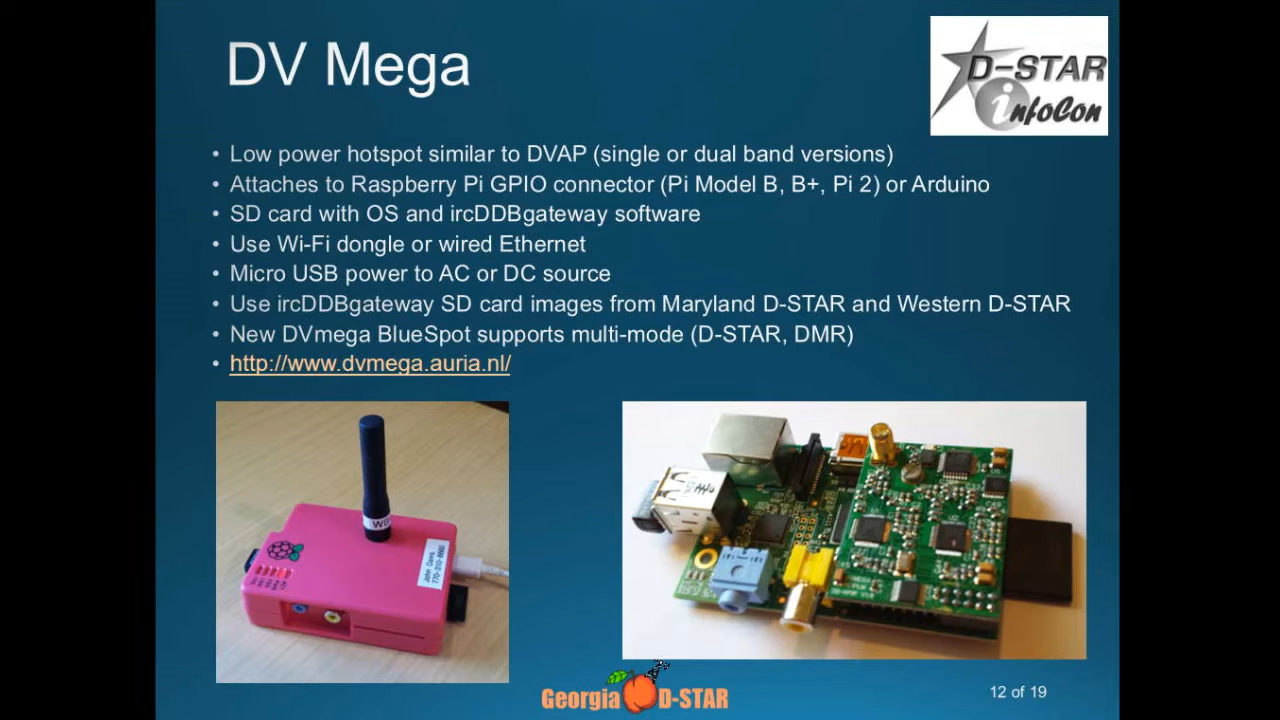 DV Mega
D-STAR
infoCon
• Low power hotspot similar to DVAP (single or dual band versions)
• Attaches to Raspberry Pi GPIO connector (Pi Model B, B+, Pi 2) or Arduino
• SD card with OS and ircDDBgateway software
• Use Wi-Fi dongle or wired Ethernet
• Micro USB power to AC or DC source
• Use ircDDBgateway SD card images from Maryland D-STAR and Western D-STAR
• New DVmega BlueSpot supports multi-mode (D-STAR, DMR)
• http://www.dvmega.auria.nl/
Georgia D-STAR
12 of 19